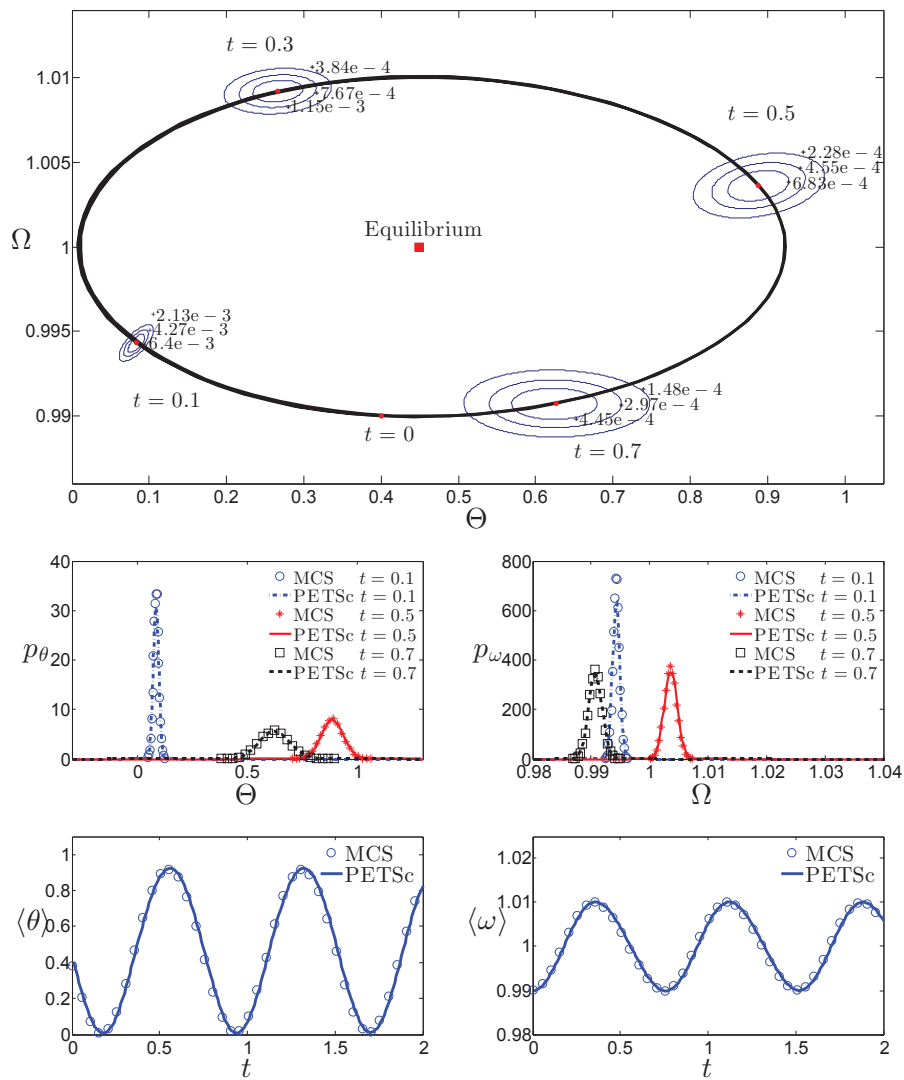 t = 0.3
3.84e − 4
7.67e − 4
1.15e − 3
t = 0.5
2.28e − 4
4.55e − 4
6.83e − 4
Equilibrium
2.13e − 3
4.27e − 3
6.4e − 3
t = 0.1
t = 0
1.48e − 4
2.97e − 4
4.45e − 4
t = 0.7
1.01
1.005
1
0.995
0.99
Ω
0 0.1 0.2 0.3 0.4 0.5 0.6 0.7 0.8 0.9 1
Θ
40
30
20
10
0
p_θ
MCS t = 0.1
PETSc t = 0.1
MCS t = 0.5
PETSc t = 0.5
MCS t = 0.7
PETSc t = 0.7
0 0.5 1
Θ
800
600
400
200
0
p_ω
MCS t = 0.1
PETSc t = 0.1
MCS t = 0.5
PETSc t = 0.5
MCS t = 0.7
PETSc t = 0.7
0.98 0.99 1 1.01 1.02 1.03 1.04
Ω
1
0.8
0.6
0.4
0.2
0
⟨θ⟩
MCS
PETSc
0 0.5 1 1.5 2
t
1.02
1.01
1
0.99
0.98
⟨ω⟩
MCS
PETSc
0 0.5 1 1.5 2
t